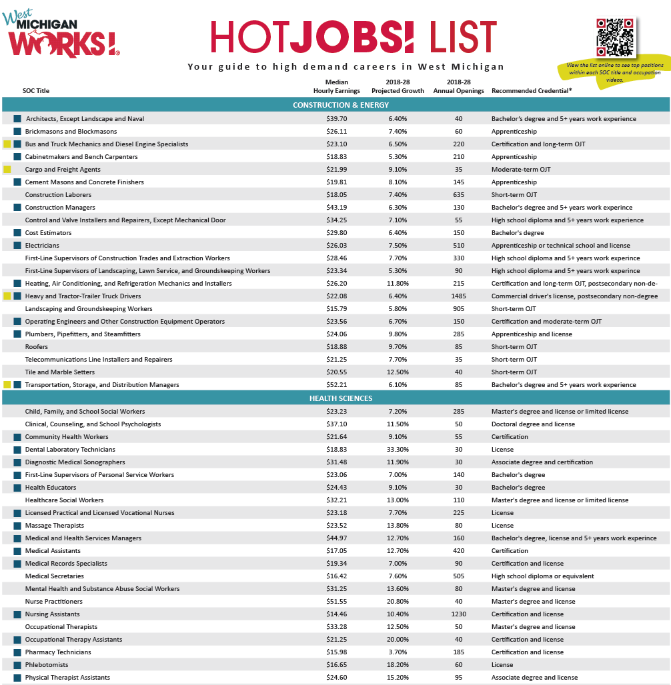 West
MICHIGAN
WORKS!
HOTJOBS! LIST
Your guide to high demand careers in West Michigan
View the list online to see top positions
within each SOC title and occupation
videos.
SOC Title Median Hourly Earnings 2018-28 Projected Growth 2018-28 Annual Openings Recommended Credential*
CONSTRUCTION & ENERGY
Architects, Except Landscape and Naval $39.70 6.40% 40 Bachelor's degree and 5+ years work experience
Brickmasons and Blockmasons $26.11 7.40% 60 Apprenticeship
Bus and Truck Mechanics and Diesel Engine Specialists $23.10 6.50% 220 Certification and long-term OJT
Cabinetmakers and Bench Carpenters $18.83 5.30% 210 Apprenticeship
Cargo and Freight Agents $21.99 9.10% 35 Moderate-term OJT
Cement Masons and Concrete Finishers $19.81 8.10% 145 Apprenticeship
Construction Laborers $18.05 7.40% 635 Short-term OJT
Construction Managers $43.19 6.30% 130 Bachelor's degree and 5+ years work experince
Control and Valve Installers and Repairers, Except Mechanical Door $34.25 7.10% 55 High school diploma and 5+ years work experience
Cost Estimators $29.80 6.40% 150 Bachelor's degree
Electricians $26.03 7.50% 510 Apprenticeship or technical school and license
First-Line Supervisors of Construction Trades and Extraction Workers $28.46 7.70% 330 High school diploma and 5+ years work experince
First-Line Supervisors of Landscaping, Lawn Service, and Groundskeeping Workers $23.34 5.30% 90 High school diploma and 5+ years work experince
Heating, Air Conditioning, and Refrigeration Mechanics and Installers $26.20 11.80% 215 Certification and long-term OJT, postsecondary non-de-
Heavy and Tractor-Trailer Truck Drivers $22.08 6.40% 1485 Commercial driver's license, postsecondary non-degree
Landscaping and Groundskeeping Workers $15.79 5.80% 905 Short-term OJT
Operating Engineers and Other Construction Equipment Operators $23.56 6.70% 150 Certification and moderate-term OJT
Plumbers, Pipefitters, and Steamfitters $24.06 9.80% 285 Apprenticeship and license
Roofers $18.88 9.70% 85 Short-term OJT
Telecommunications Line Installers and Repairers $21.25 7.70% 35 Short-term OJT
Tile and Marble Setters $20.55 12.50% 40 Short-term OJT
Transportation, Storage, and Distribution Managers $52.21 6.10% 85 Bachelor's degree and 5+ years work experience
HEALTH SCIENCES
Child, Family, and School Social Workers $23.23 7.20% 285 Master's degree and license or limited license
Clinical, Counseling, and School Psychologists $37.10 11.50% 50 Doctoral degree and license
Community Health Workers $21.64 9.10% 55 Certification
Dental Laboratory Technicians $18.83 33.30% 30 License
Diagnostic Medical Sonographers $31.48 11.90% 30 Associate degree and certification
First-Line Supervisors of Personal Service Workers $23.06 7.00% 140 Bachelor's degree
Health Educators $24.43 9.10% 30 Bachelor's degree
Healthcare Social Workers $32.21 13.00% 110 Master's degree and license or limited license
Licensed Practical and Licensed Vocational Nurses $23.18 7.70% 225 License
Massage Therapists $23.52 13.80% 80 License
Medical and Health Services Managers $44.97 12.70% 160 Bachelor's degree, license and 5+ years work experince
Medical Assistants $17.05 12.70% 420 Certification
Medical Records Specialists $19.34 7.00% 90 Certification and license
Medical Secretaries $16.42 7.60% 505 High school diploma or equivalent
Mental Health and Substance Abuse Social Workers $31.25 13.60% 80 Master's degree and license
Nurse Practitioners $51.55 20.80% 40 Master's degree and license
Nursing Assistants $14.46 10.40% 1230 Certification and license
Occupational Therapists $33.28 12.50% 50 Master's degree and license
Occupational Therapy Assistants $21.25 20.00% 40 Certification and license
Pharmacy Technicians $15.98 3.70% 185 Certification and license
Phlebotomists $16.65 18.20% 60 License
Physical Therapist Assistants $24.60 15.20% 95 Associate degree and license